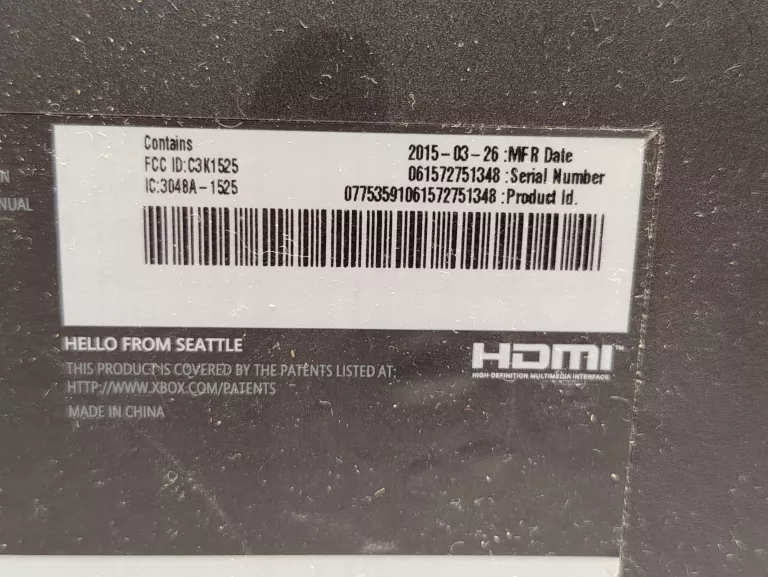 Contains
FCC ID:C3K1525
IC:3048A-1525
2015-03-26 :MFR Date
061572751348 :Serial Number
07753591061572751348 :Product Id.
NUAL
HELLO FROM SEATTLE
THIS PRODUCT IS COVERED BY THE PATENTS LISTED AT:
HTTP://WWW.XBOX.COM/PATENTS
MADE IN CHINA
HDMI
HIGH-DEFINITION MULTIMEDIA INTERFACE